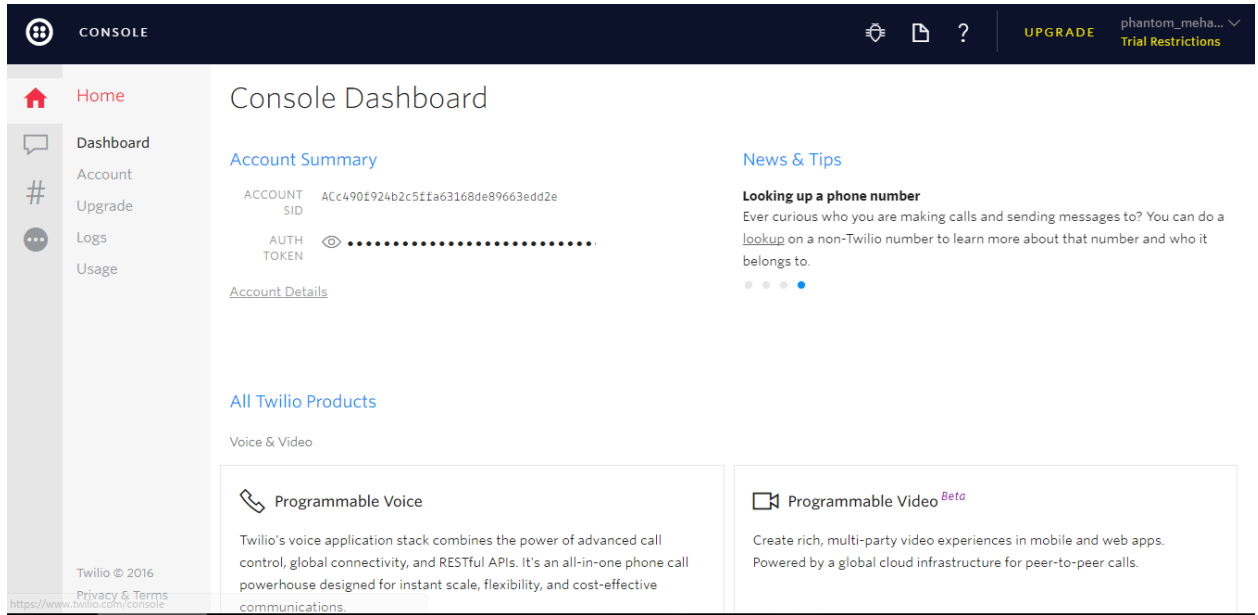 CONSOLE
?
UPGRADE
phantom_meha...
Trial Restrictions
Home
Dashboard
Account
Upgrade
Logs
Usage
Twilio © 2016
Privacy & Terms
https://www.twilio.com/console
#
Console Dashboard
Account Summary
ACCOUNT SID ACc490f924b2c5ffa63168de89663edd2e
AUTH TOKEN
Account Details
News & Tips
Looking up a phone number
Ever curious who you are making calls and sending messages to? You can do a
lookup on a non-Twilio number to learn more about that number and who it
belongs to.
All Twilio Products
Voice & Video
Programmable Voice
Twilio's voice application stack combines the power of advanced call
control, global connectivity, and RESTful APIs. It's an all-in-one phone call
powerhouse designed for instant scale, flexibility, and cost-effective
communications.
Programmable Video Beta
Create rich, multi-party video experiences in mobile and web apps.
Powered by a global cloud infrastructure for peer-to-peer calls.